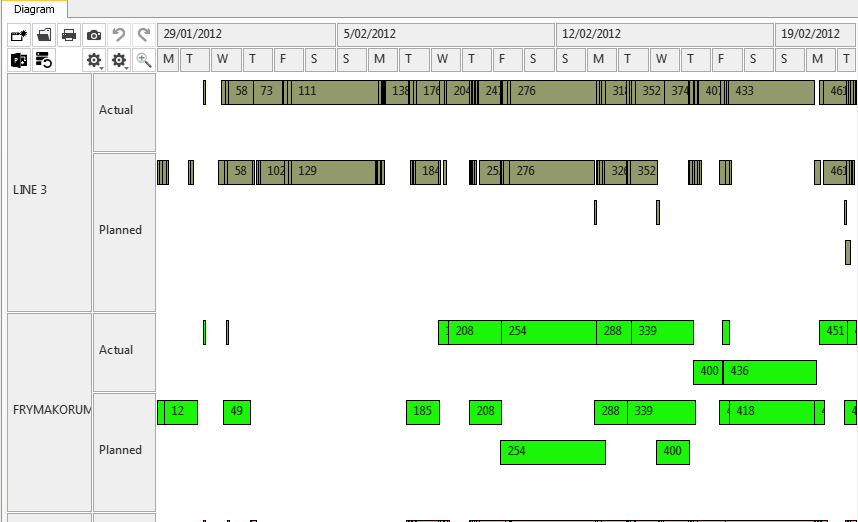 Diagram
29/01/2012 5/02/2012 12/02/2012 19/02/2012
M T W T F S S M T W T F S S M T W T F S S M T
LINE 3
Actual
58 73 111 138 176 204 247 276 318 352 374 407 433 461
Planned
58 102 129 184 252 276 326 352 461
FRYMAKORUM
Actual
208 254 288 339 451
400 436
Planned
12 49 185 208 288 339 418
254 400